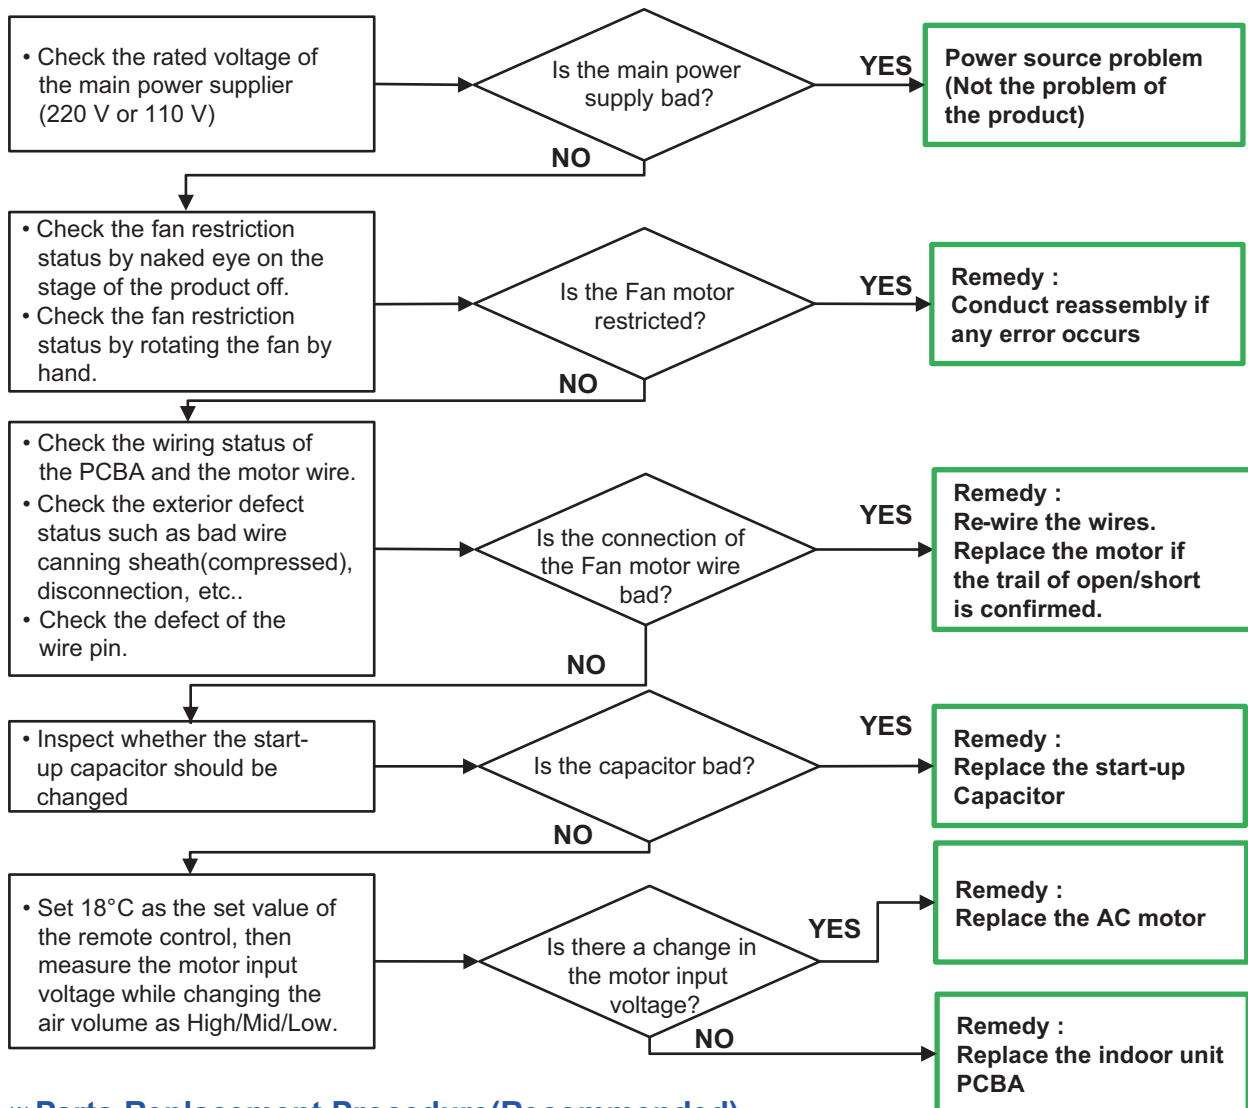 • Check the rated voltage of
the main power supplier
(220 V or 110 V)
Is the main power
supply bad?
YES
Power source problem
(Not the problem of
the product)
NO
• Check the fan restriction
status by naked eye on the
stage of the product off.
• Check the fan restriction
status by rotating the fan by
hand.
Is the Fan motor
restricted?
YES
Remedy :
Conduct reassembly if
any error occurs
NO
• Check the wiring status of
the PCBA and the motor wire.
• Check the exterior defect
status such as bad wire
canning sheath(compressed),
disconnection, etc..
• Check the defect of the
wire pin.
Is the connection of
the Fan motor wire
bad?
YES
Remedy :
Re-wire the wires.
Replace the motor if
the trail of open/short
is confirmed.
NO
• Inspect whether the start-
up capacitor should be
changed
Is the capacitor bad?
YES
Remedy :
Replace the start-up
Capacitor
NO
• Set 18°C as the set value of
the remote control, then
measure the motor input
voltage while changing the
air volume as High/Mid/Low.
Is there a change in
the motor input
voltage?
YES
Remedy :
Replace the AC motor
NO
Remedy :
Replace the indoor unit
PCBA
Parts Replacement Procedure(Recommended)